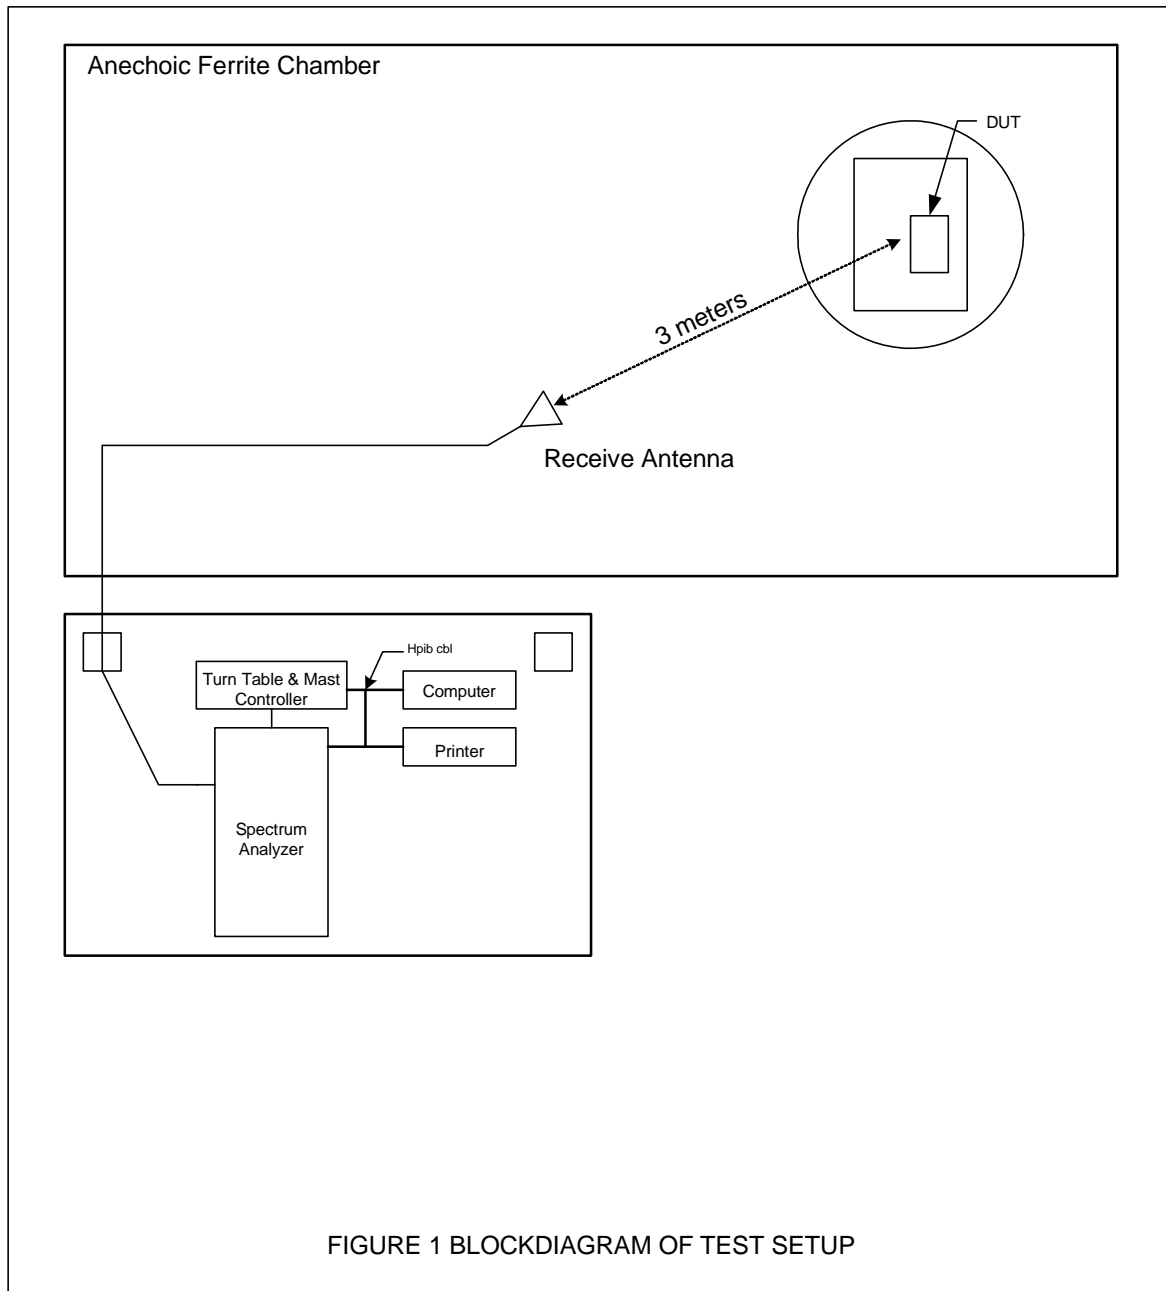 Anechoic Ferrite Chamber
DUT
3 meters
Receive Antenna
Hpib cbl
Turn Table & Mast
Controller
Computer
Printer
Spectrum
Analyzer
FIGURE 1 BLOCKDIAGRAM OF TEST SETUP